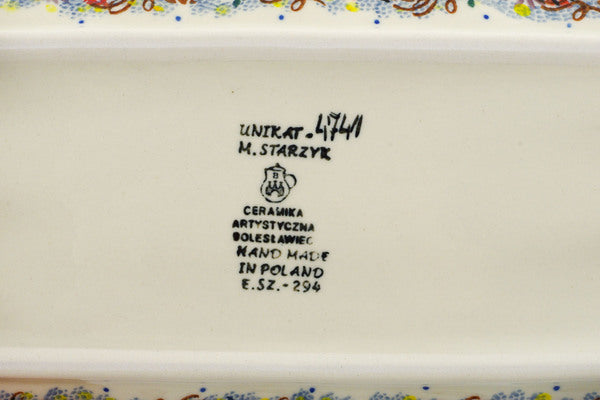 UNIKAT - 4741
M. STARZYK
B
CERAMIKA
ARTYSTYCZNA
BOLESŁAWIEC
HAND MADE
IN POLAND
E.SZ.-294